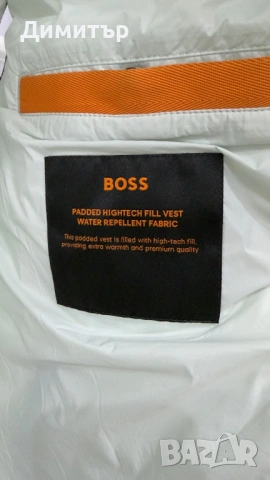 Димитър
BOSS
PADDED HIGHTECH FILL VEST
WATER REPELLENT FABRIC
This padded vest is filled with high-tech fill,
providing extra warmth and premium quality
BAZAR
bg